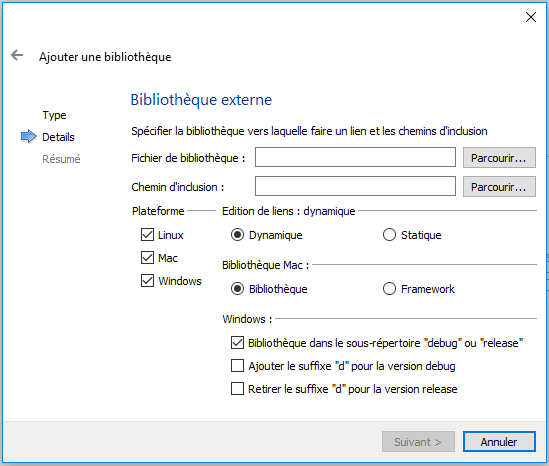 Ajouter une bibliothèque
Type
Details
Résumé
Bibliothèque externe
Spécifier la bibliothèque vers laquelle faire un lien et les chemins d'inclusion
Fichier de bibliothèque : Parcourir...
Chemin d'inclusion : Parcourir...
Plateforme
Linux
Mac
Windows
Edition de liens : dynamique
Dynamique Statique
Bibliothèque Mac :
Bibliothèque Framework
Windows :
Bibliothèque dans le sous-répertoire "debug" ou "release"
Ajouter le suffixe "d" pour la version debug
Retirer le suffixe "d" pour la version release
Suivant > Annuler